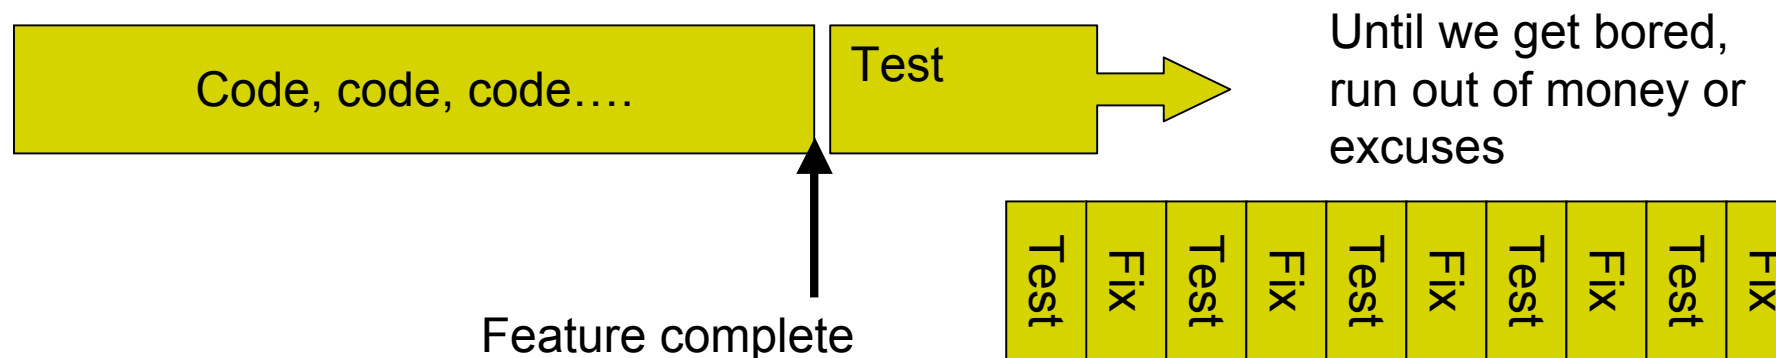 Code, code, code….
Test
Until we get bored,
run out of money or
excuses
Feature complete
Test
Fix
Test
Fix
Test
Fix
Test
Fix
Test
Fix